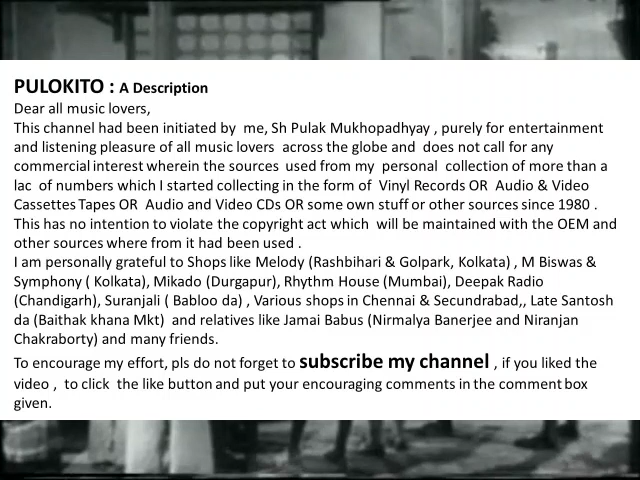 PULOKITO : A Description
Dear all music lovers,
This channel had been initiated by me, Sh Pulak Mukhopadhyay , purely for entertainment
and listening pleasure of all music lovers across the globe and does not call for any
commercial interest wherein the sources used from my personal collection of more than a
lac of numbers which I started collecting in the form of Vinyl Records OR Audio & Video
Cassettes Tapes OR Audio and Video CDs OR some own stuff or other sources since 1980 .
This has no intention to violate the copyright act which will be maintained with the OEM and
other sources where from it had been used .
I am personally grateful to Shops like Melody (Rashbihari & Golpark, Kolkata) , M Biswas &
Symphony ( Kolkata), Mikado (Durgapur), Rhythm House (Mumbai), Deepak Radio
(Chandigarh), Suranjali ( Babloo da) , Various shops in Chennai & Secundrabad,, Late Santosh
da (Baithak khana Mkt) and relatives like Jamai Babus (Nirmalya Banerjee and Niranjan
Chakraborty) and many friends.
To encourage my effort, pls do not forget to subscribe my channel , if you liked the
video , to click the like button and put your encouraging comments in the comment box
given.